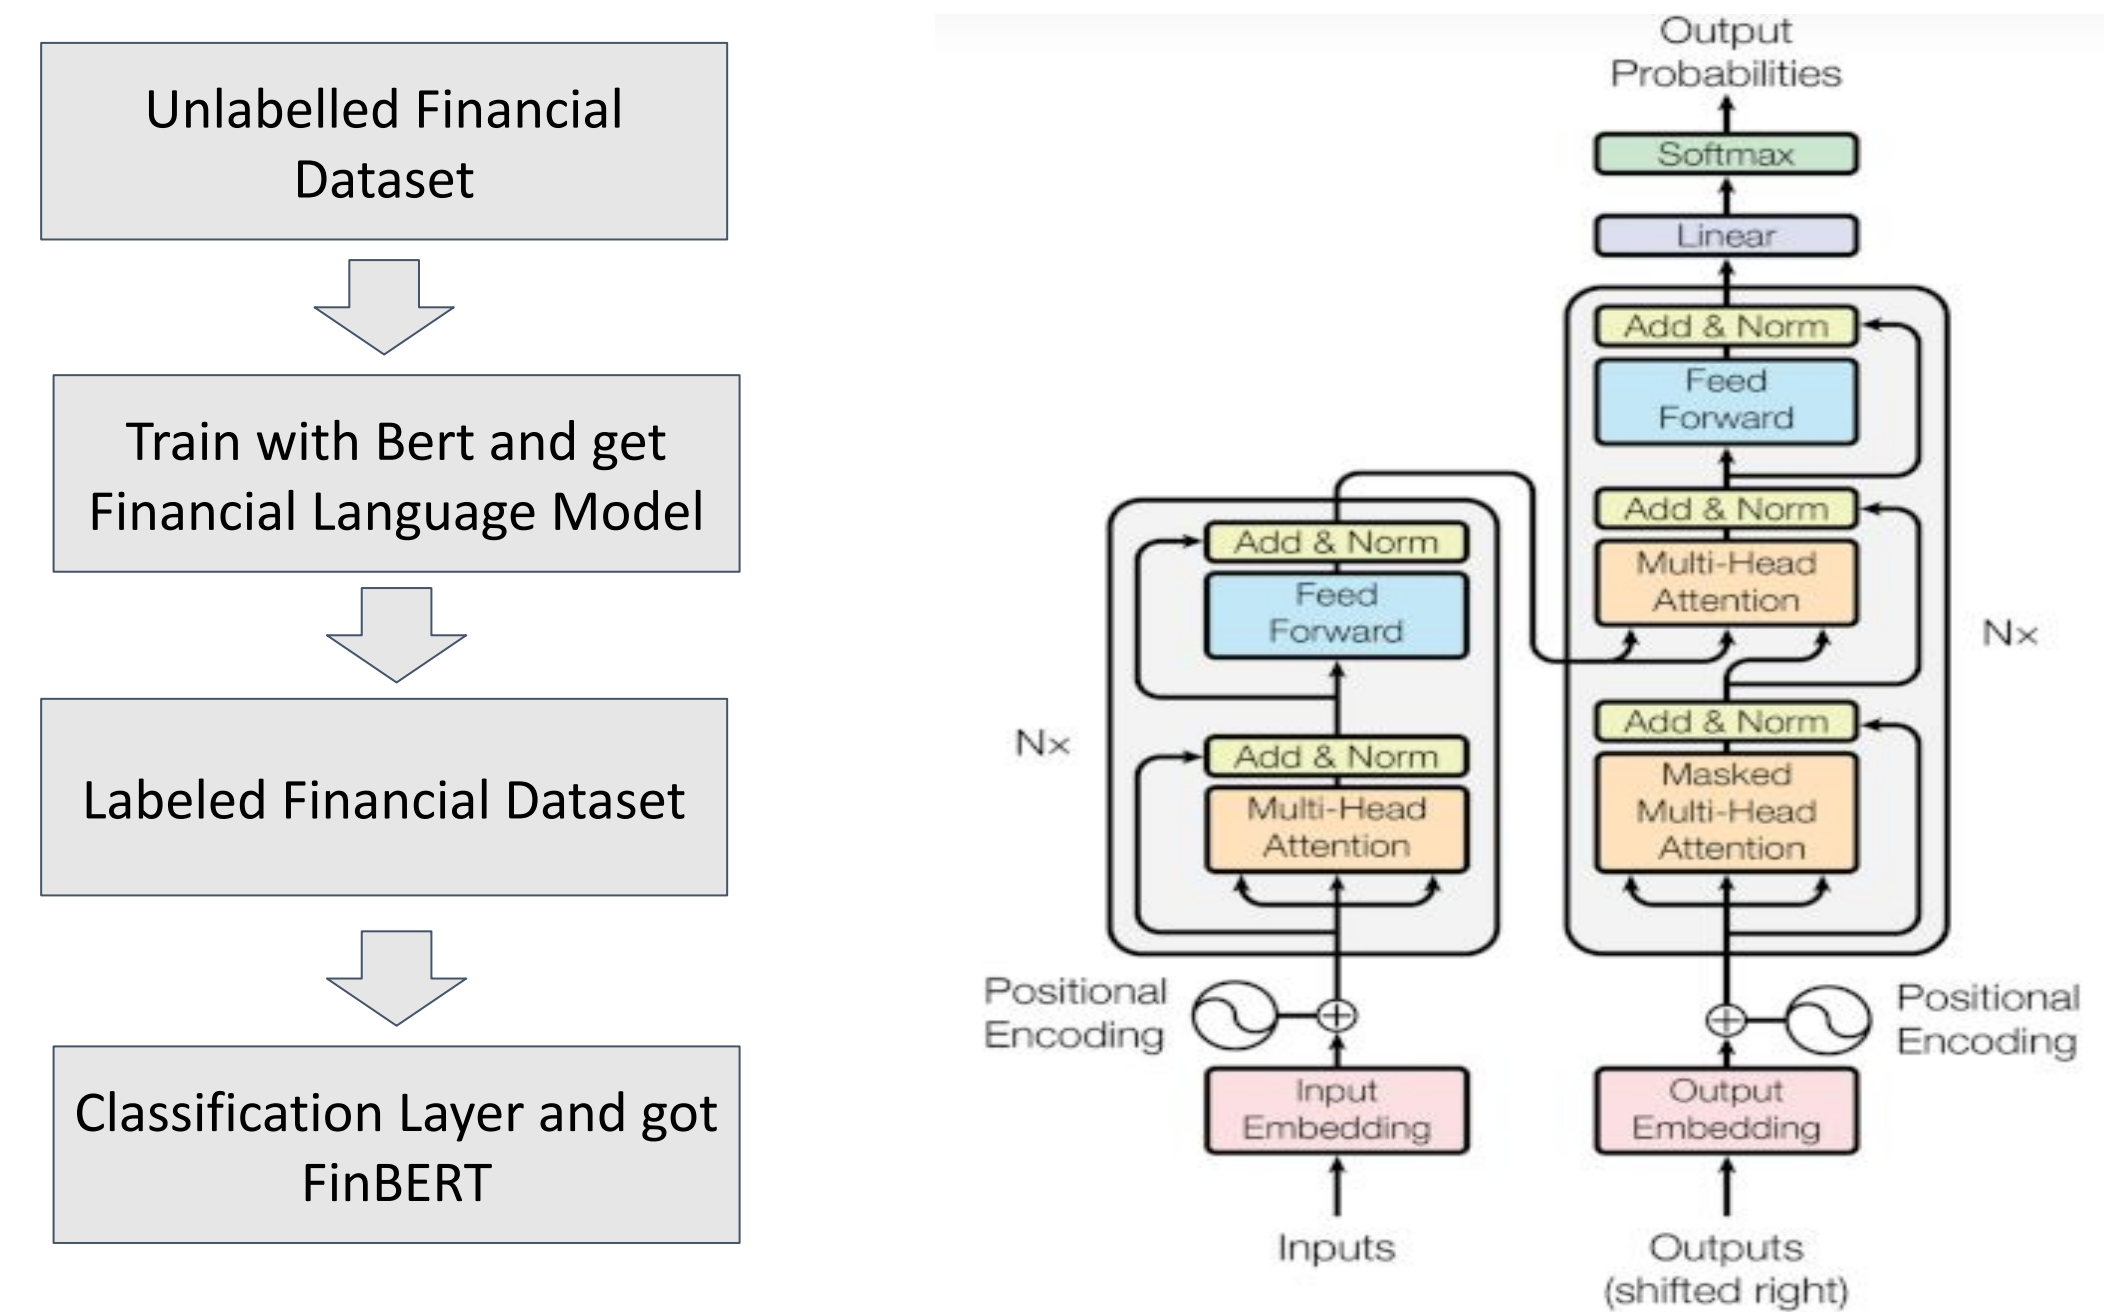 Unlabelled Financial
Dataset
Train with Bert and get
Financial Language Model
Labeled Financial Dataset
Classification Layer and got
FinBERT
Output
Probabilities
Softmax
Linear
Add & Norm
Feed
Forward
Add & Norm
Multi-Head
Attention
Nx
Add & Norm
Masked
Multi-Head
Attention
Add & Norm
Feed
Forward
Nx
Add & Norm
Multi-Head
Attention
Positional
Encoding
Positional
Encoding
Input
Embedding
Output
Embedding
Inputs
Outputs
(shifted right)